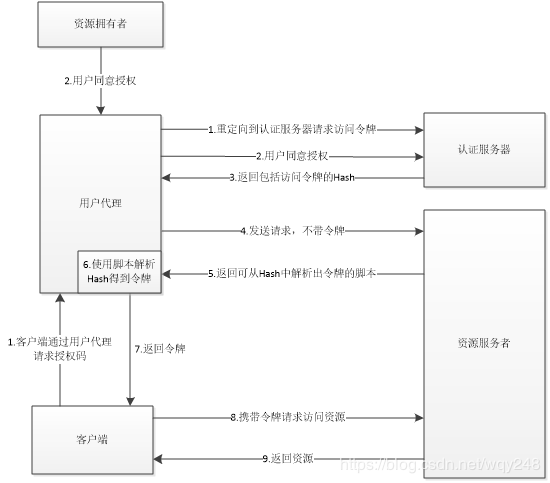 资源拥有者
2.用户同意授权
1.重定向到认证服务器请求访问令牌
认证服务器
2.用户同意授权
3.返回包括访问令牌的Hash
用户代理
4.发送请求，不带令牌
6.使用脚本解析
Hash得到令牌
5.返回可从Hash中解析出令牌的脚本
1.客户端通过用户代理
请求授权码
7.返回令牌
资源服务者
8.携带令牌请求访问资源
客户端
9.返回资源
https://blog.csdn.net/wqy248